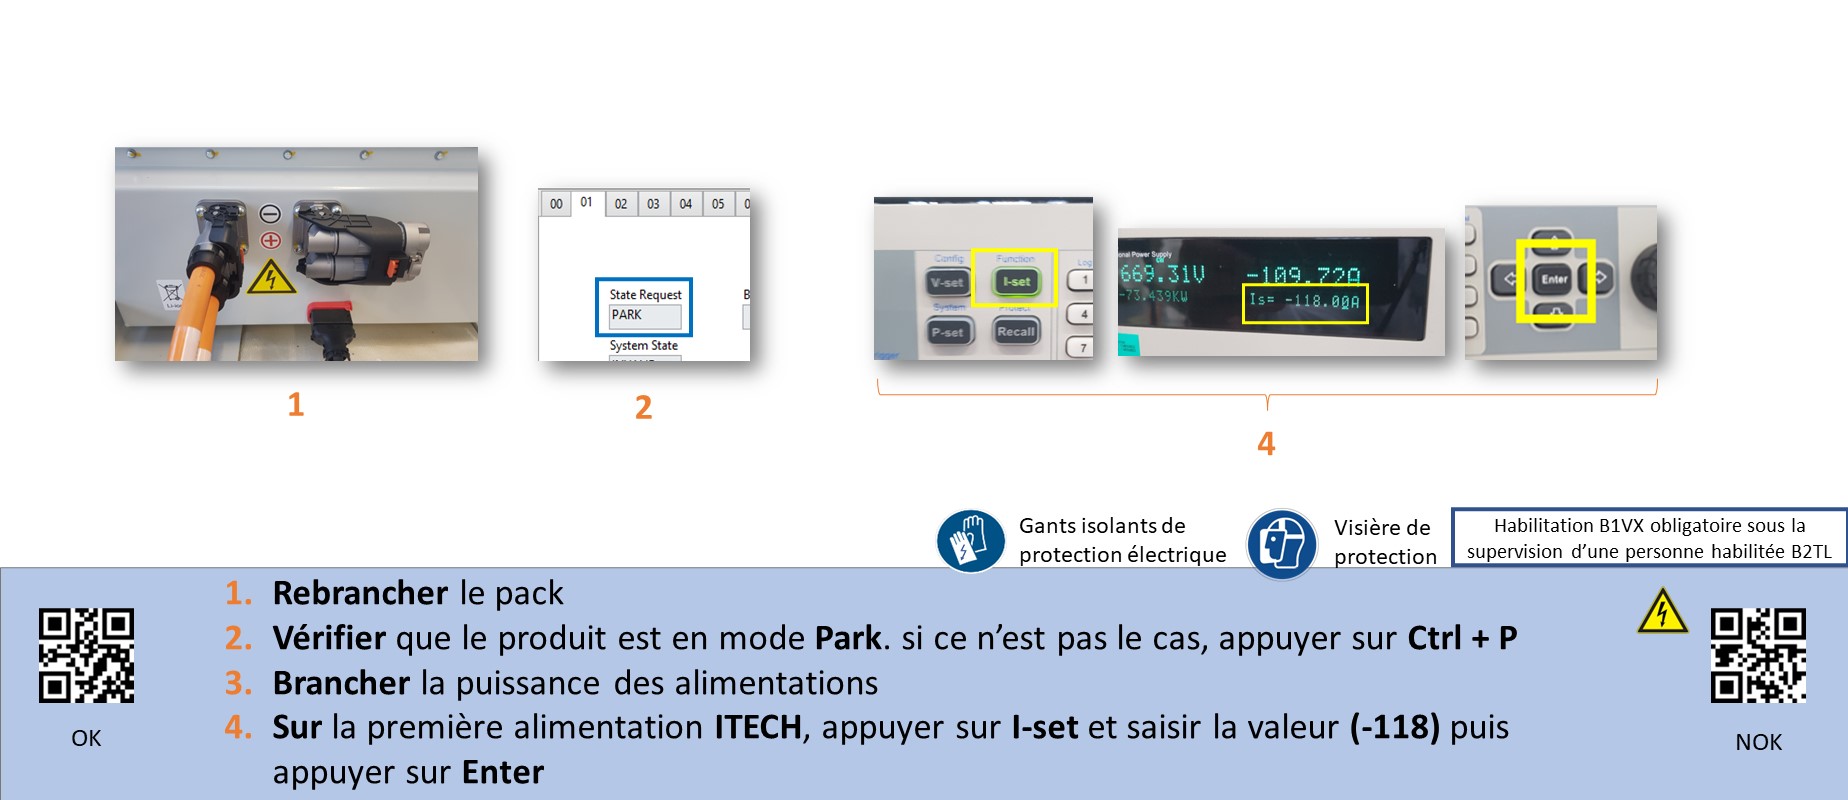 00 01 02 03 04 05 0
State Request
B
PARK
System State
Config
Function
Log
V-set
I-set
1
System
Protect
4
P-set
Recall
7
onal Power Supply
669.31V
-109.72A
-73.439KW
Is= -118.00A
Enter
1
2
4
Gants isolants de
protection électrique
Visière de
protection
Habilitation B1VX obligatoire sous la
supervision d’une personne habilitée B2TL
1. Rebrancher le pack
2. Vérifier que le produit est en mode Park. si ce n’est pas le cas, appuyer sur Ctrl + P
3. Brancher la puissance des alimentations
4. Sur la première alimentation ITECH, appuyer sur I-set et saisir la valeur (-118) puis
appuyer sur Enter
OK
NOK